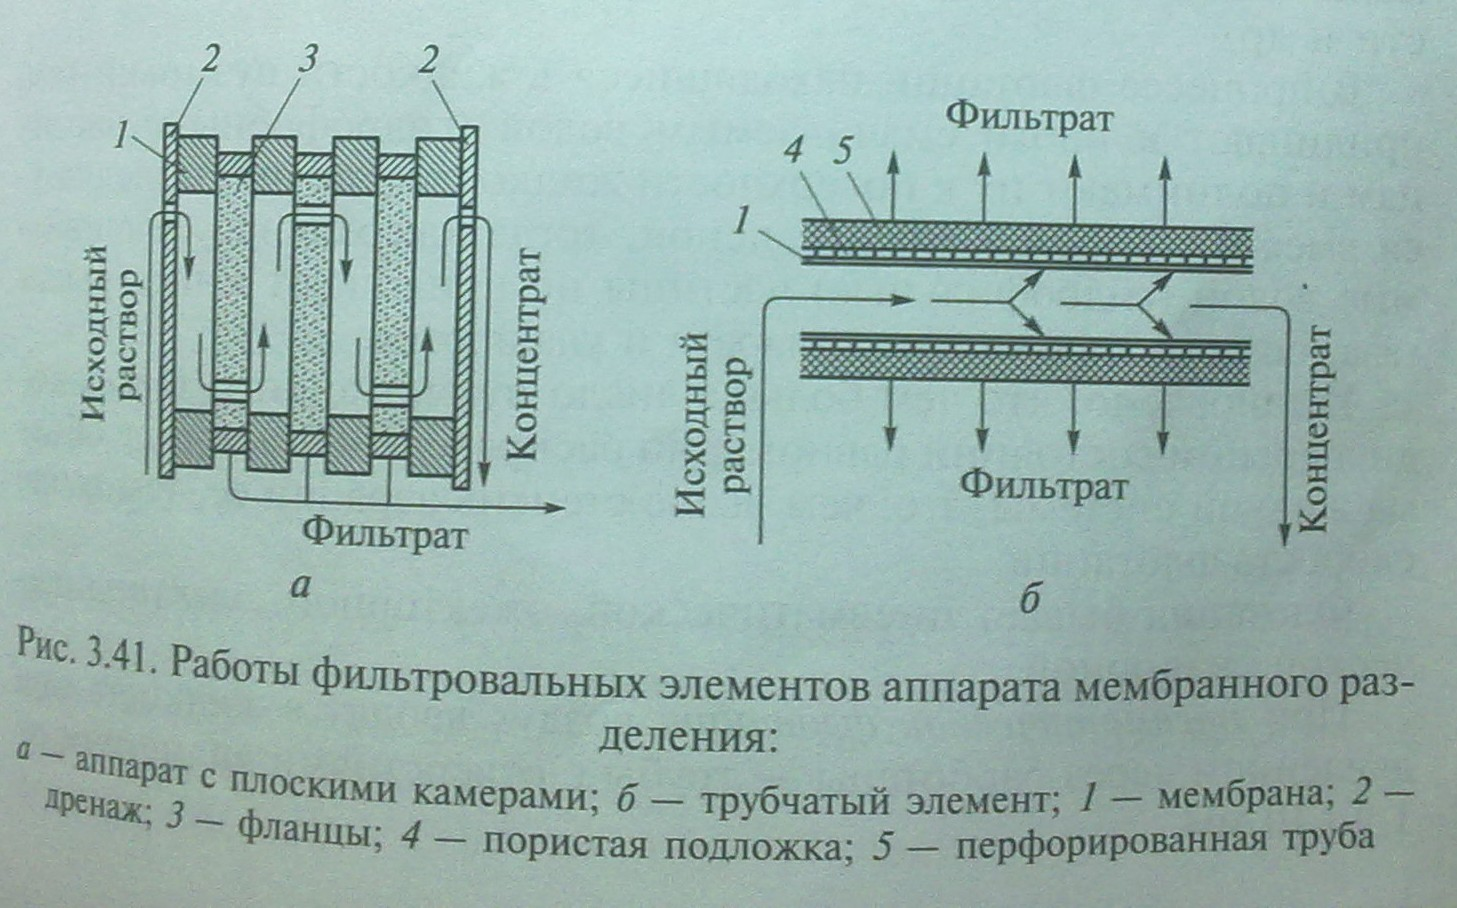 2 3 2
1
Исходный
раствор
Концентрат
Фильтрат
а
Фильтрат
4 5
1
Исходный
раствор
Концентрат
Фильтрат
б
Рис. 3.41. Работы фильтровальных элементов аппарата мембранного раз-
деления:
а — аппарат с плоскими камерами; б — трубчатый элемент; 1 — мембрана; 2 —
дренаж; 3 — фланцы; 4 — пористая подложка; 5 — перфорированная труба